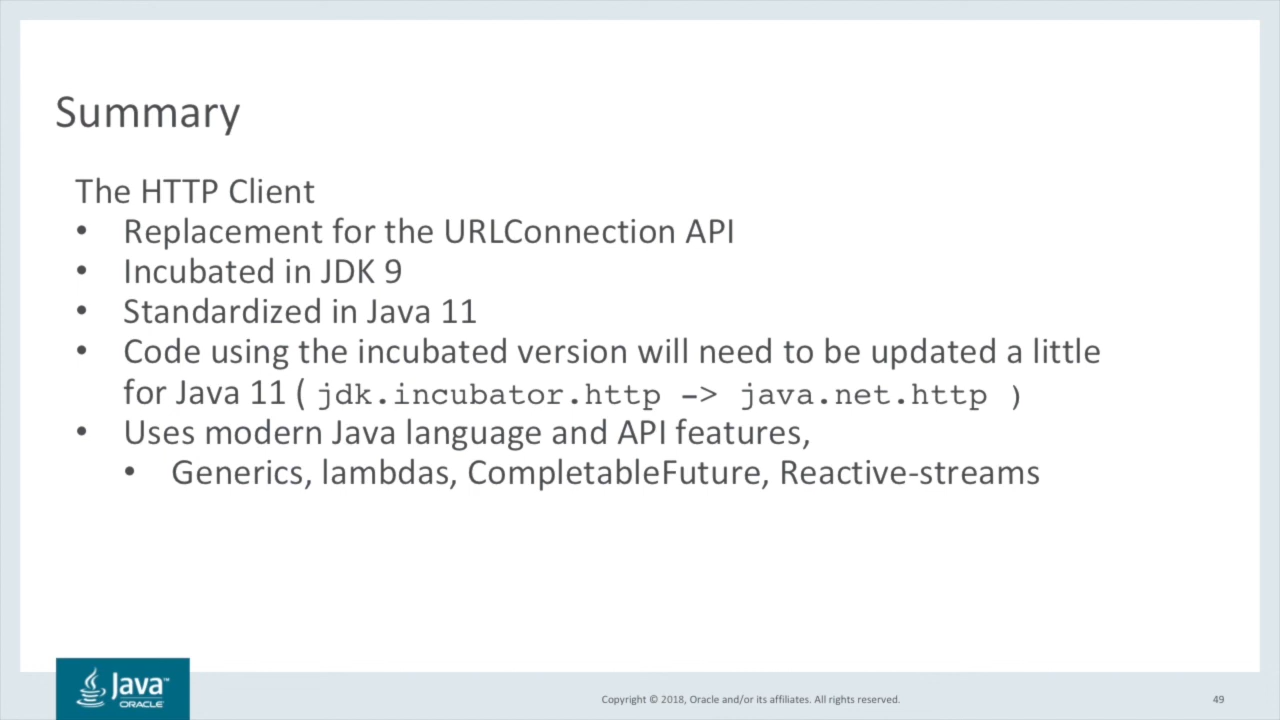 Summary
The HTTP Client
• Replacement for the URLConnection API
• Incubated in JDK 9
• Standardized in Java 11
• Code using the incubated version will need to be updated a little
for Java 11 ( jdk.incubator.http -> java.net.http )
• Uses modern Java language and API features,
• Generics, lambdas, CompletableFuture, Reactive-streams
Java™
ORACLE
Copyright © 2018, Oracle and/or its affiliates. All rights reserved.
49